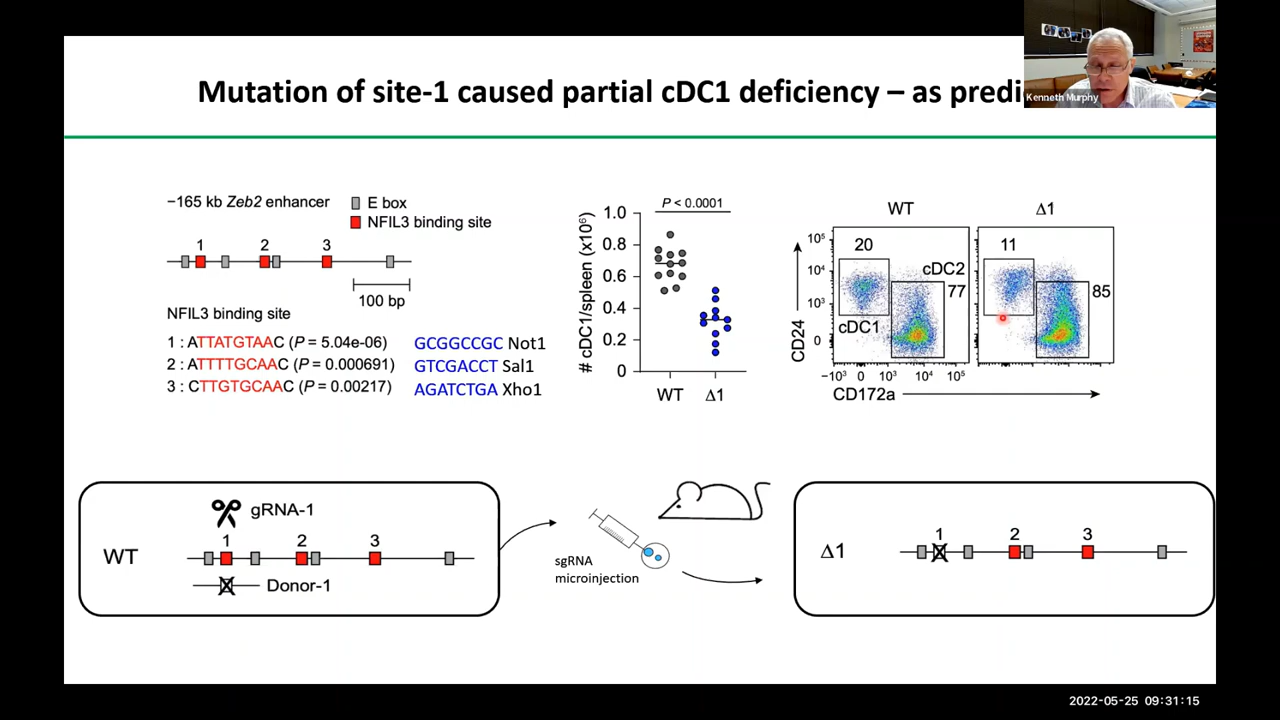 Mutation of site-1 caused partial cDC1 deficiency – as predi
Kenneth Murphy
−165 kb Zeb2 enhancer
E box
NFIL3 binding site
1 2 3
100 bp
NFIL3 binding site
1 : ATTATGTAAC (P = 5.04e-06) GCGGCCGC Not1
2 : ATTTTGCAAC (P = 0.000691) GTCGACCT Sal1
3 : CTTGTGCAAC (P = 0.00217) AGATCTGA Xho1
# cDC1/spleen (x10⁶)
P < 0.0001
1.0
0.8
0.6
0.4
0.2
0
WT Δ1
WT Δ1
CD24
10⁵
10⁴
10³
0
20
cDC2
77
cDC1
11
85
−10³ 0 10³ 10⁴ 10⁵
CD172a
gRNA-1
WT
1 2 3
Donor-1
sgRNA
microinjection
Δ1
1 2 3
2022-05-25 09:31:15